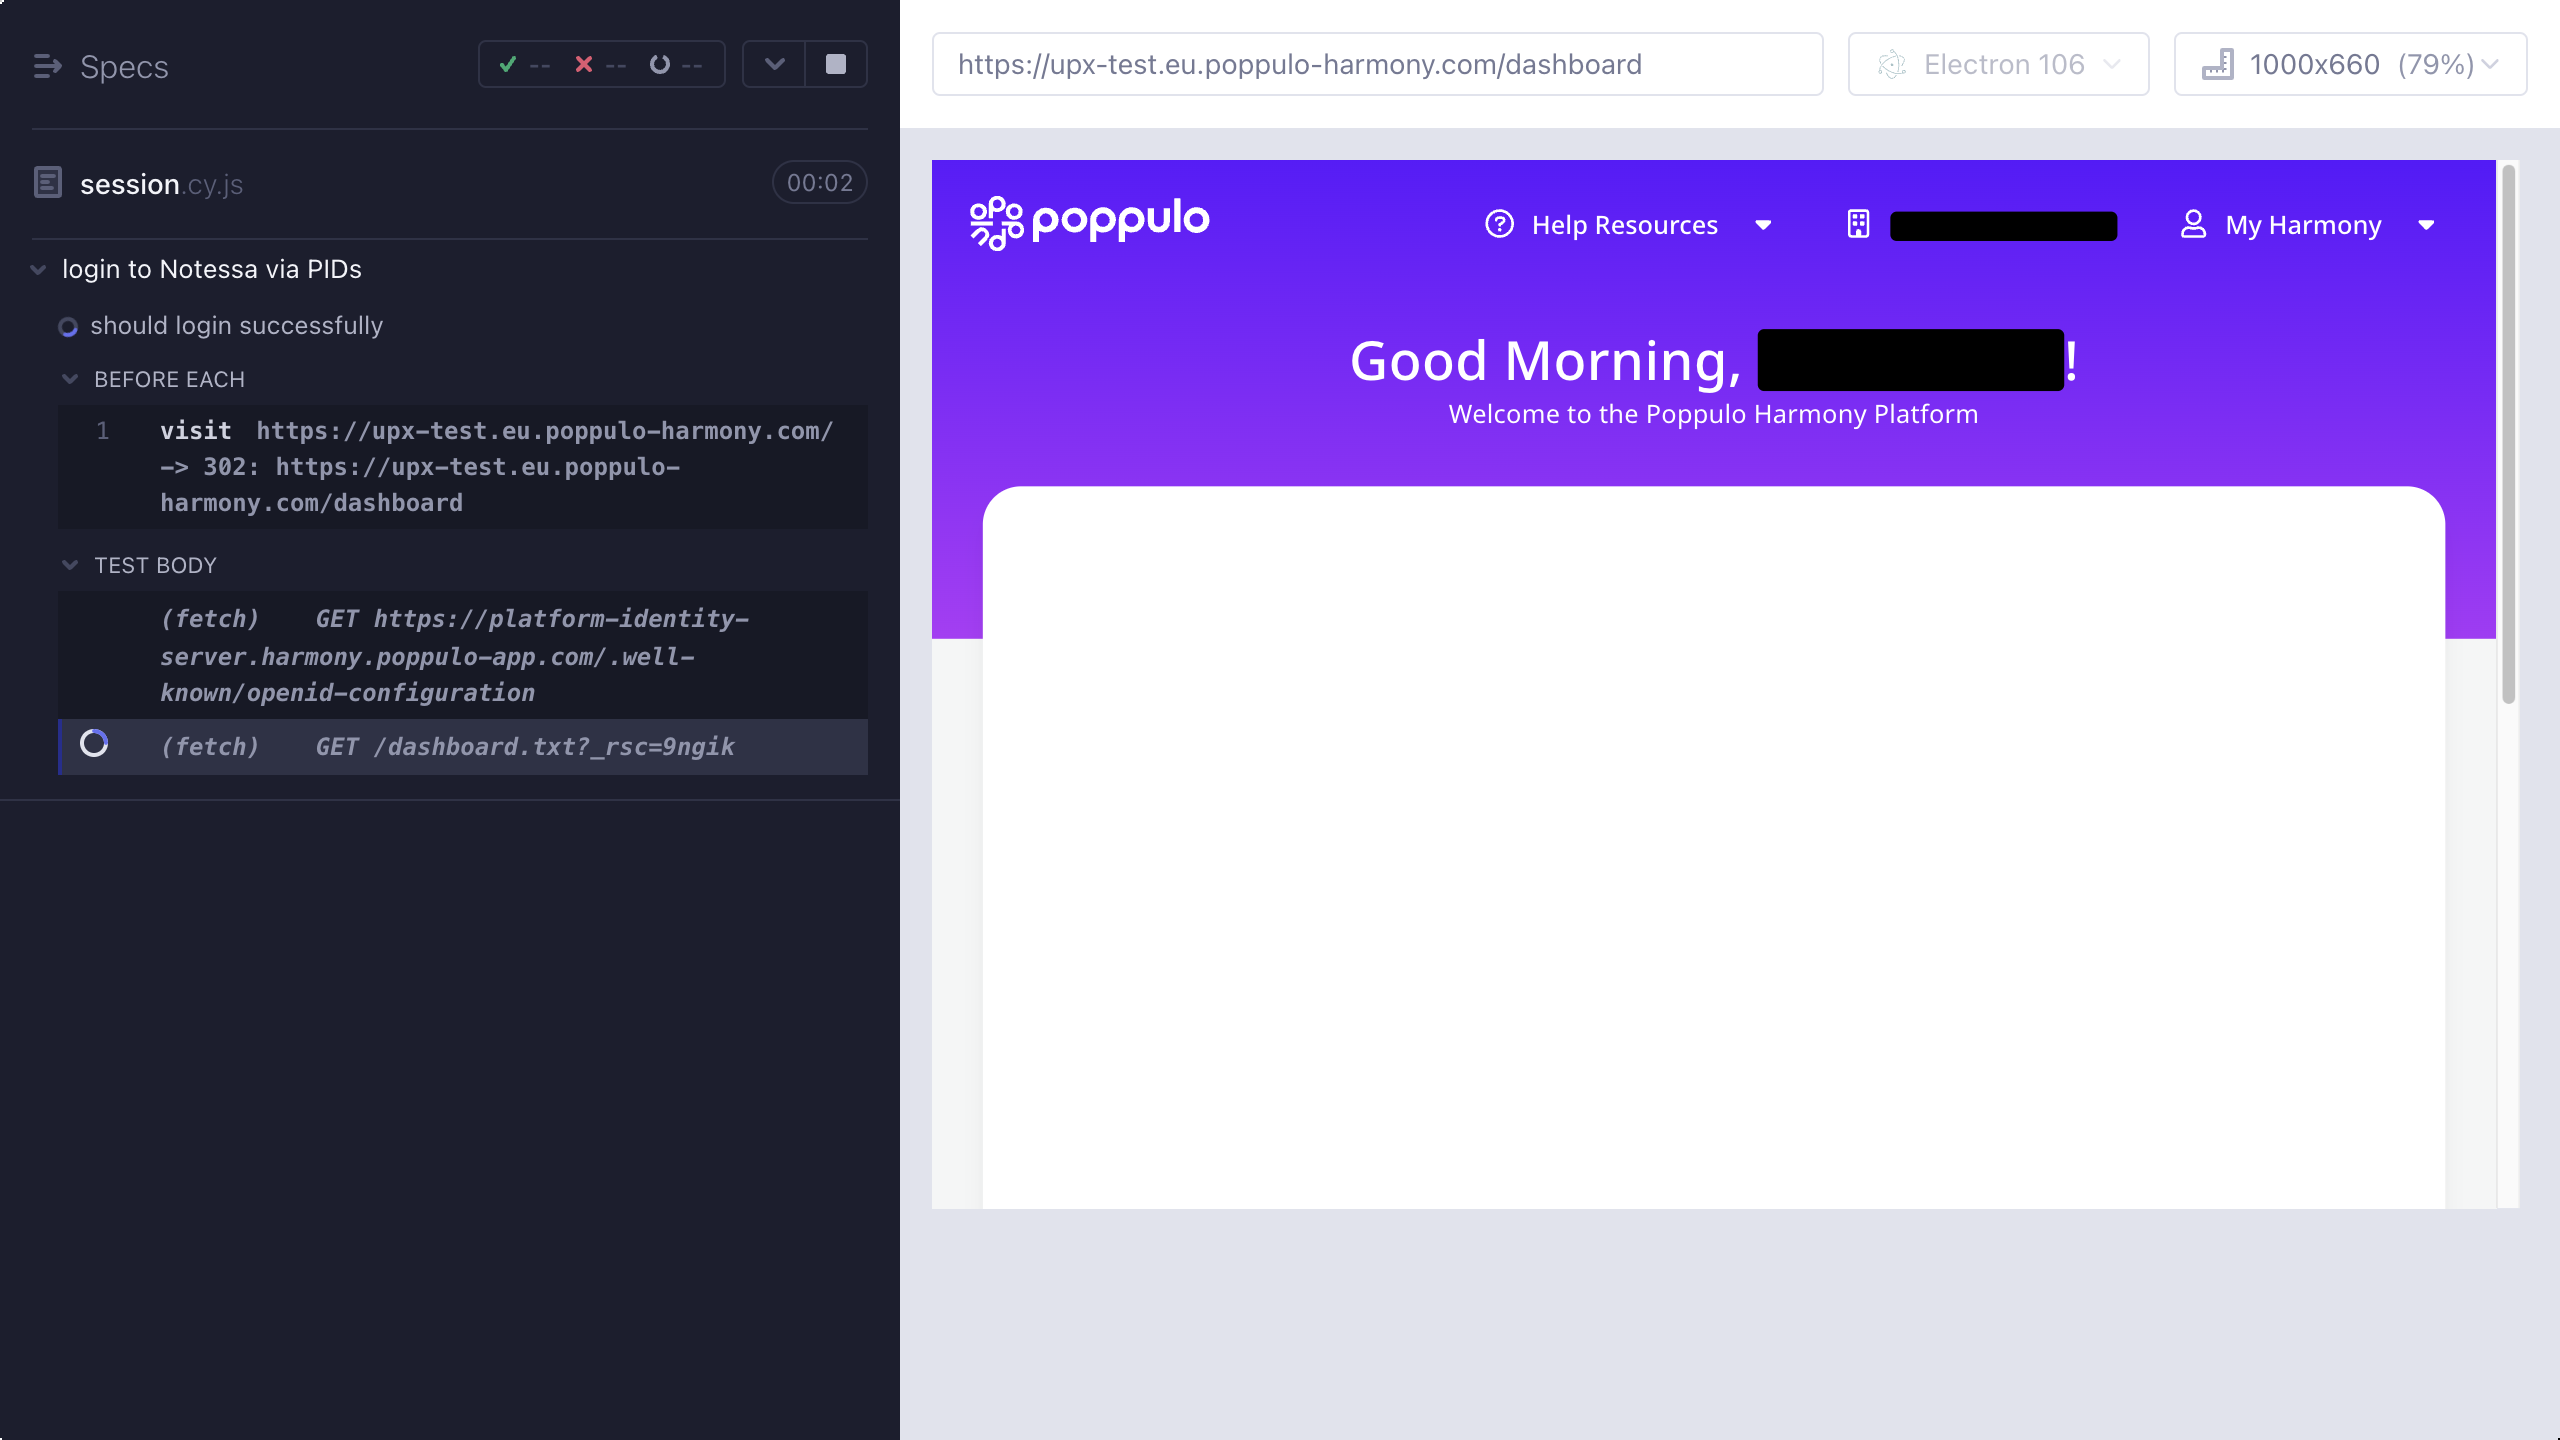 Specs
-- -- --
session.cy.js
00:02
login to Notessa via PIDs
should login successfully
BEFORE EACH
1 visit https://upx-test.eu.poppulo-harmony.com/
-> 302: https://upx-test.eu.poppulo-
harmony.com/dashboard
TEST BODY
(fetch) GET https://platform-identity-
server.harmony.poppulo-app.com/.well-
known/openid-configuration
(fetch) GET /dashboard.txt?_rsc=9ngik
https://upx-test.eu.poppulo-harmony.com/dashboard
Electron 106
1000x660 (79%)
poppulo
Help Resources
My Harmony
Good Morning, !
Welcome to the Poppulo Harmony Platform